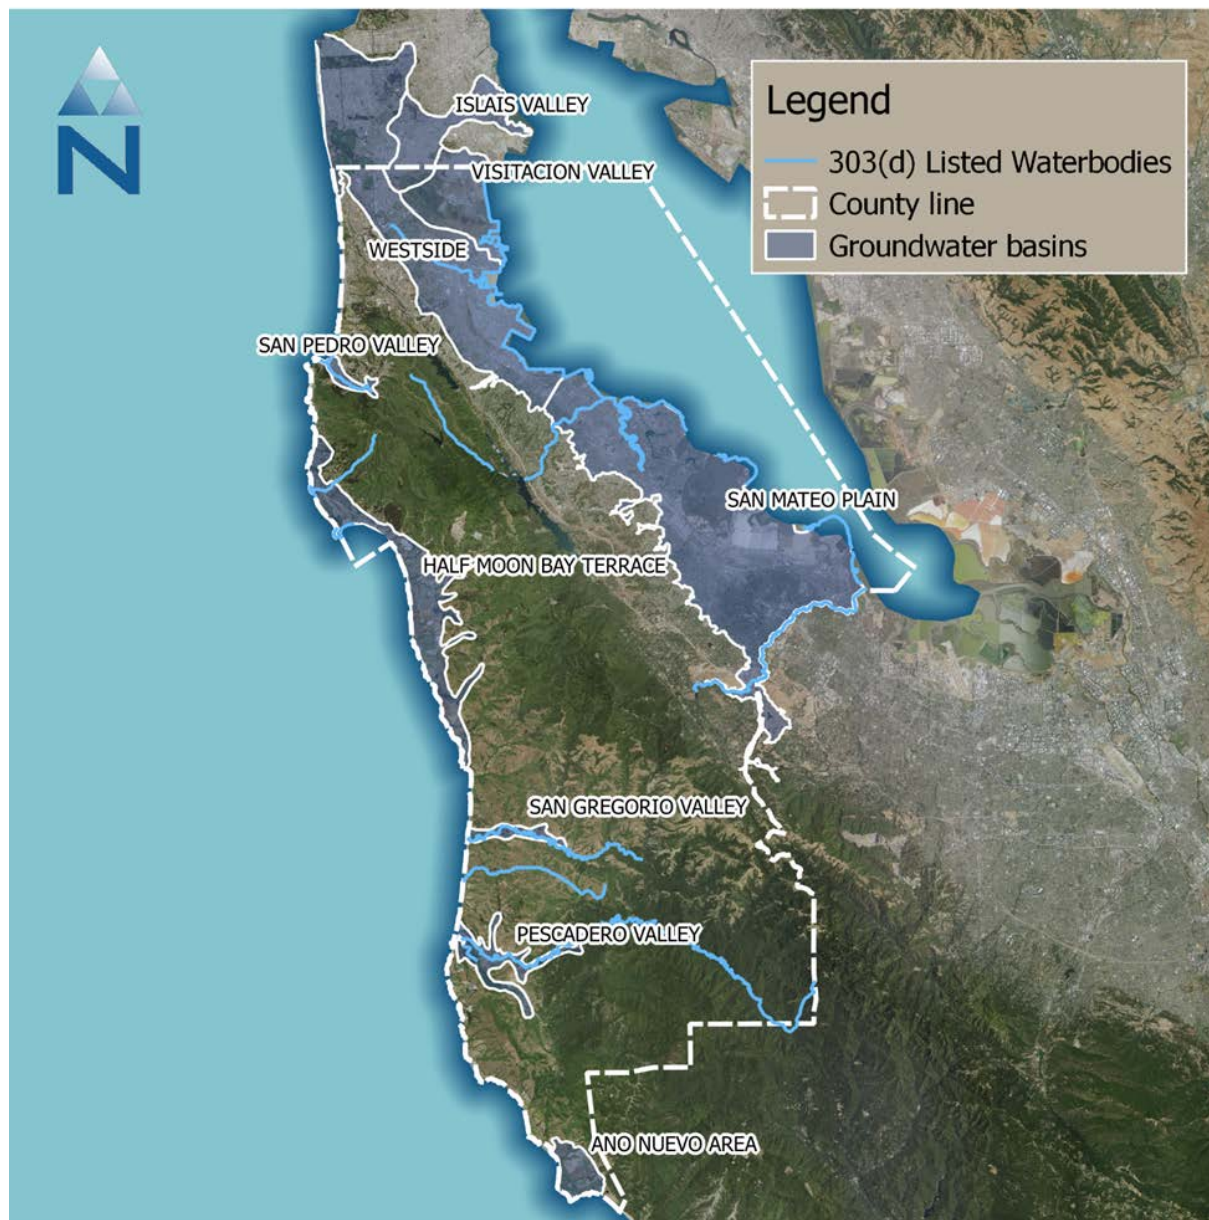 N
Legend
303(d) Listed Waterbodies
County line
Groundwater basins
ISLAIS VALLEY
VISITACION VALLEY
WESTSIDE
SAN PEDRO VALLEY
SAN MATEO PLAIN
HALF MOON BAY TERRACE
SAN GREGORIO VALLEY
PESCADERO VALLEY
ANO NUEVO AREA